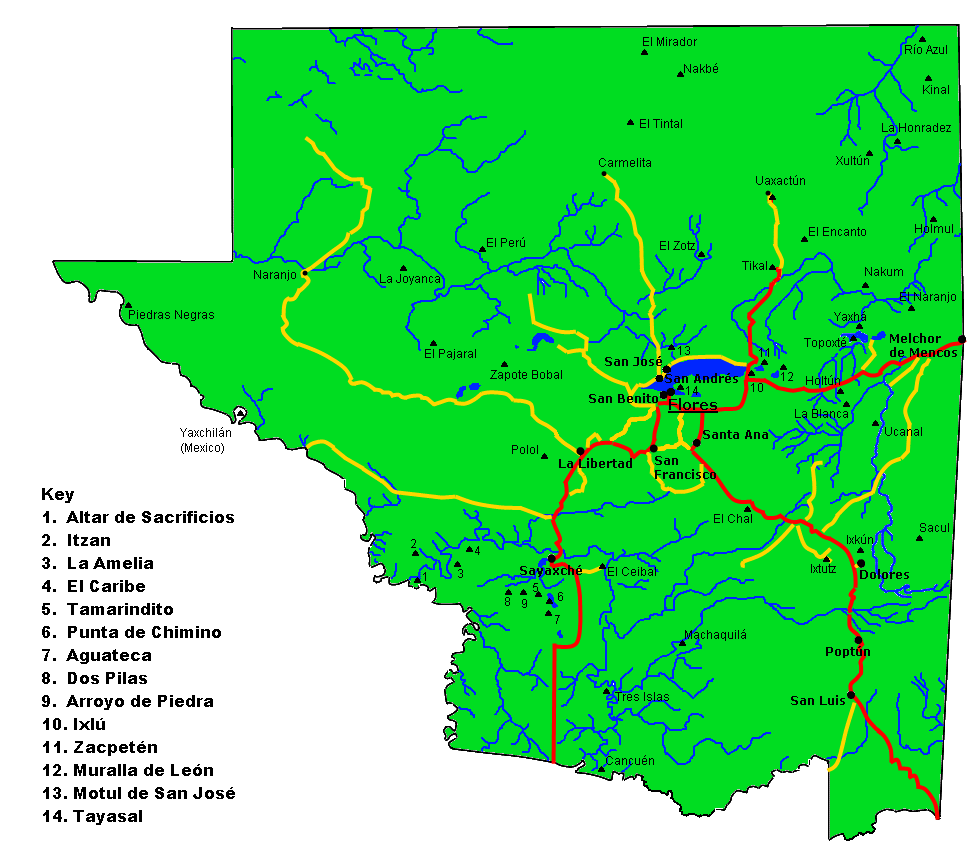 El Mirador
Río Azul
Nakbé
Kinal
El Tintal
La Honradez
Xultún
Carmelita
Uaxactún
Holmul
El Encanto
El Perú
El Zotz
Tikal
Naranjo
La Joyanca
Nakum
El Naranjo
Piedras Negras
Yaxhá
Topoxté
Melchor
de Mencos
El Pajaral
13
San José
11
Zapote Bobal
San Andrés
12
10
Holtún
14
San Benito
Flores
La Blanca
Yaxchilán
(Mexico)
Ucanal
Santa Ana
Polol
La Libertad
San
Francisco
El Chal
Sacul
Ixkún
2
4
1
3
Sayaxché
El Ceibal
Ixtutz
Dolores
5
6
8
9
7
Machaquilá
Poptún
Tres Islas
San Luis
Cancuén
Key
1. Altar de Sacrificios
2. Itzan
3. La Amelia
4. El Caribe
5. Tamarindito
6. Punta de Chimino
7. Aguateca
8. Dos Pilas
9. Arroyo de Piedra
10. Ixlú
11. Zacpetén
12. Muralla de León
13. Motul de San José
14. Tayasal